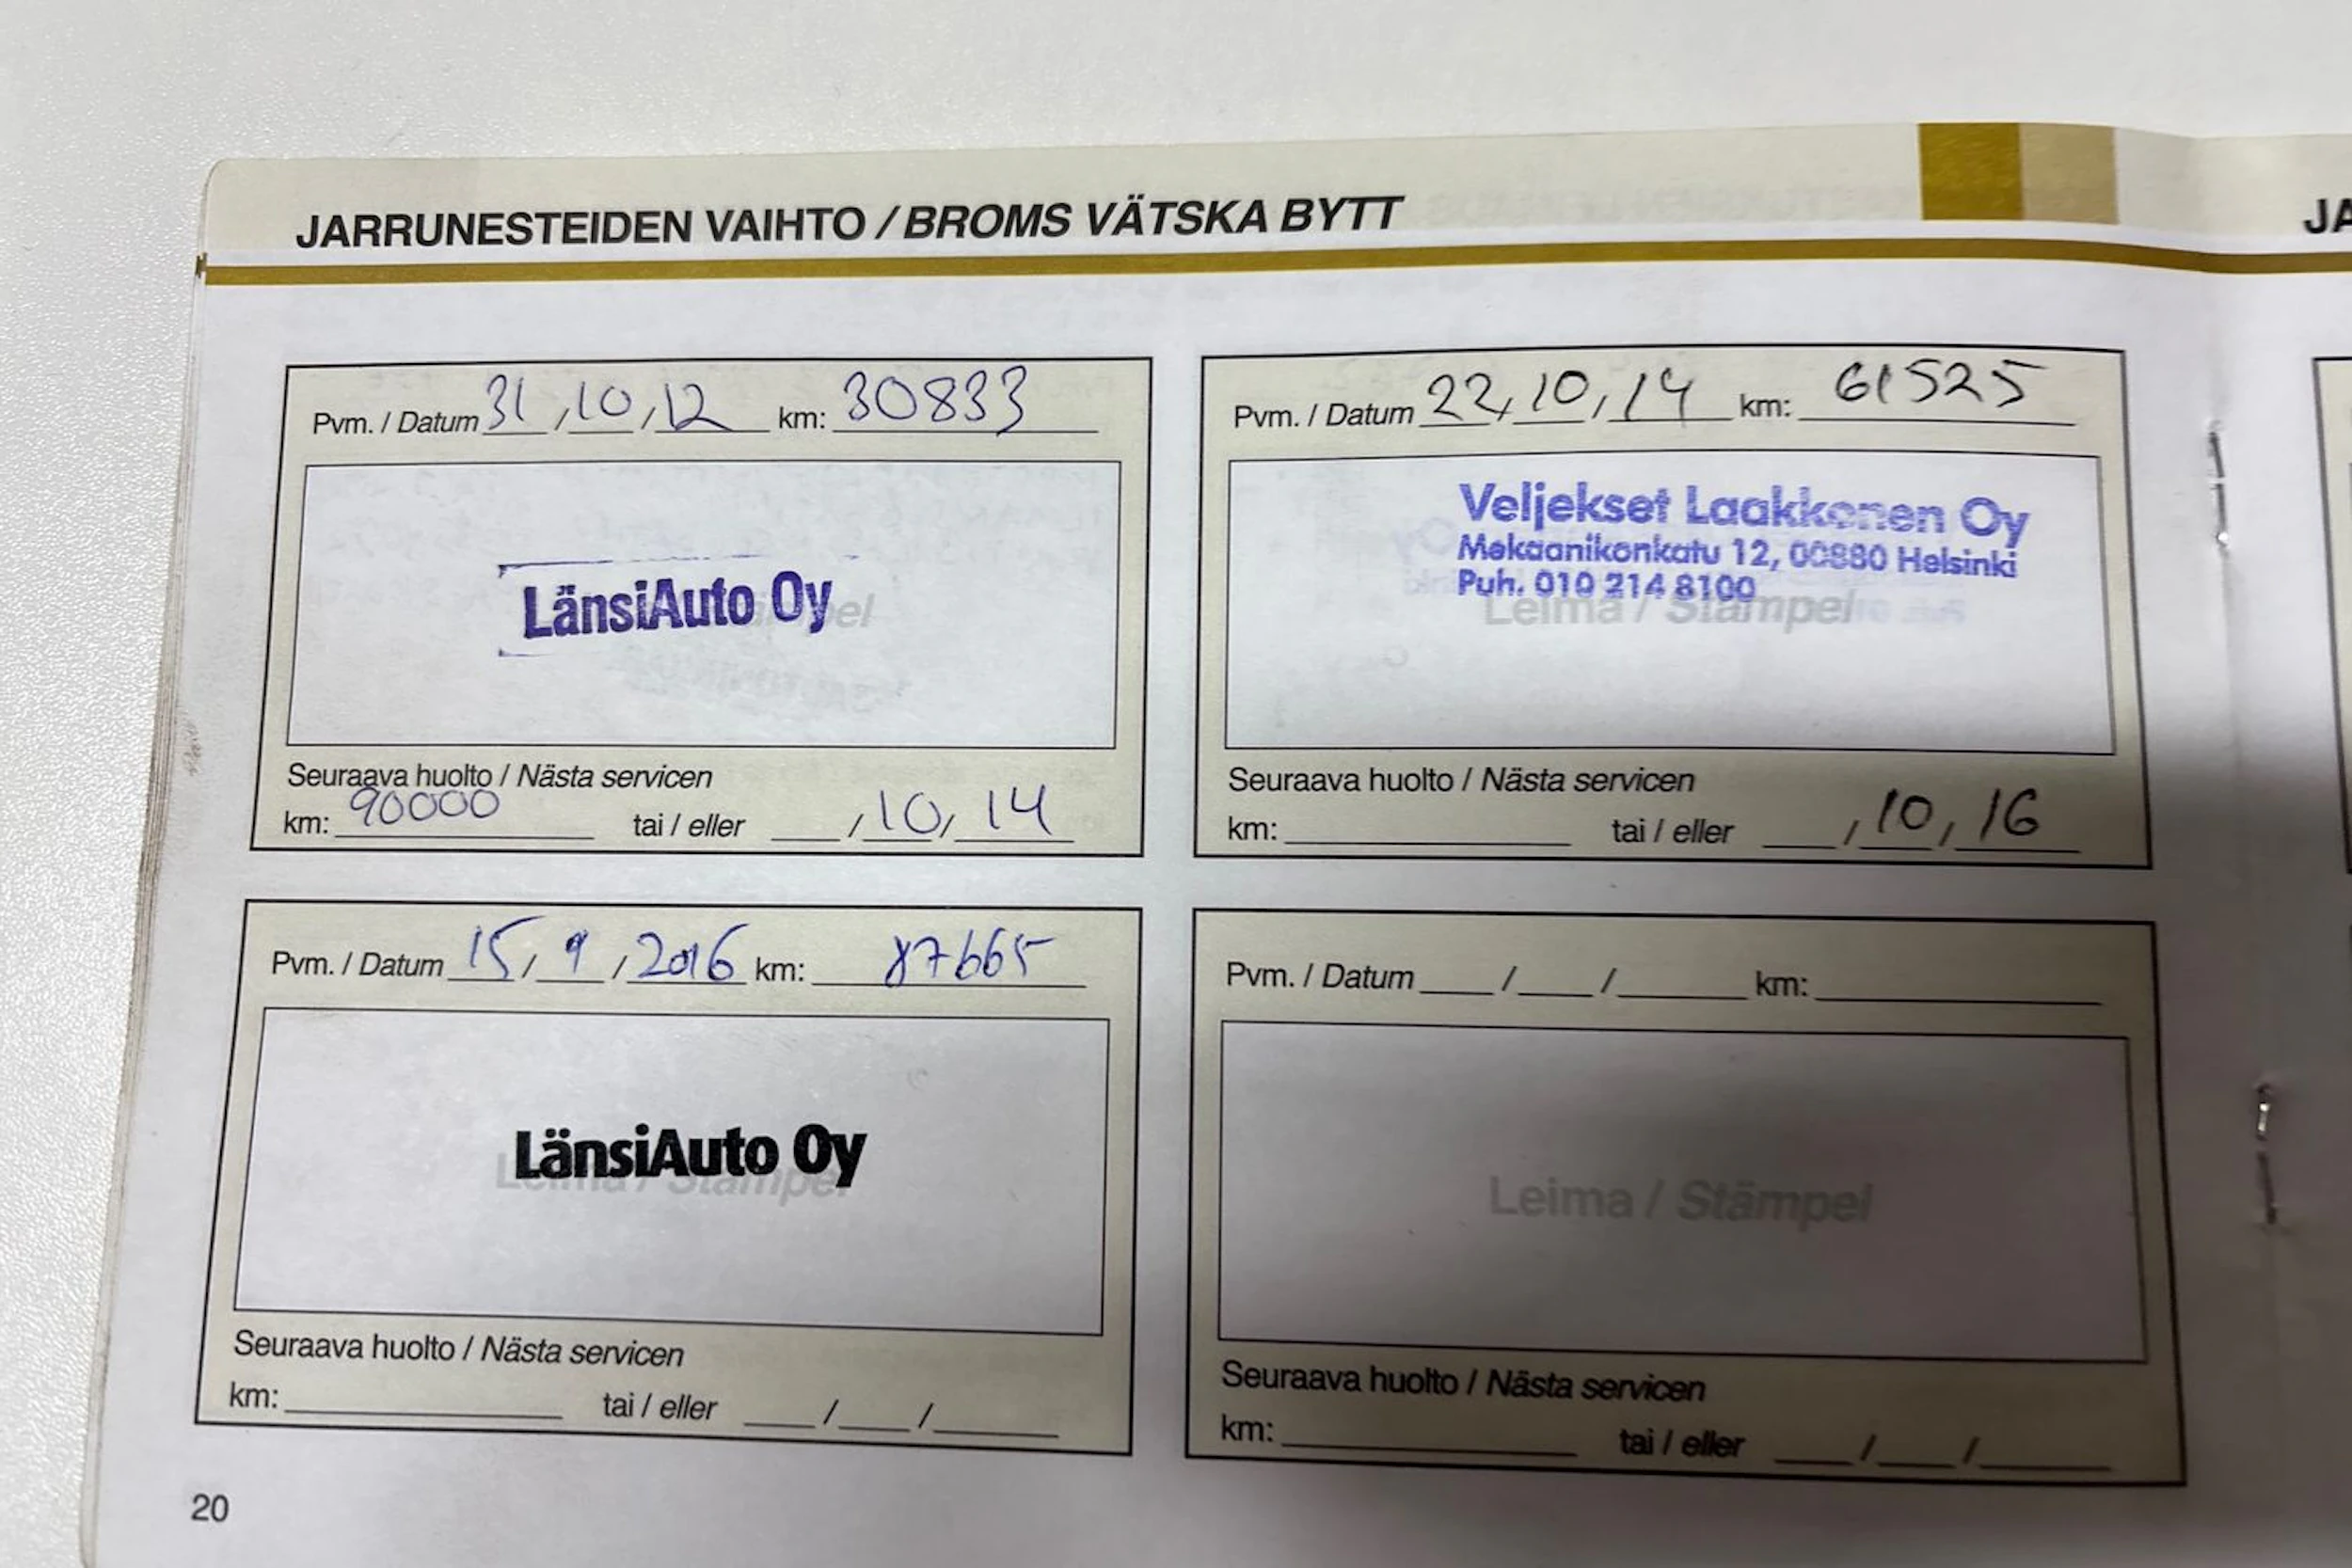 JARRUNESTEIDEN VAIHTO / BROMS VÄTSKA BYTT
JA
Pvm. / Datum 31 / 10 / 12 km: 30833
LänsiAuto Oy
Seuraava huolto / Nästa servicen
km: 90000 tai / eller / 10 / 14
Pvm. / Datum 22 / 10 / 14 km: 61525
Veljekset Laakkonen Oy
Mekaanikonkatu 12, 00880 Helsinki
Puh. 010 214 8100
Leima / Stämpel
Seuraava huolto / Nästa servicen
km: tai / eller / 10 / 16
Pvm. / Datum 15 / 9 / 2016 km: 87665
LänsiAuto Oy
Leima / Stämpel
Seuraava huolto / Nästa servicen
km: tai / eller / /
Pvm. / Datum / / km:
Leima / Stämpel
Seuraava huolto / Nästa servicen
km: tai / eller / /
20